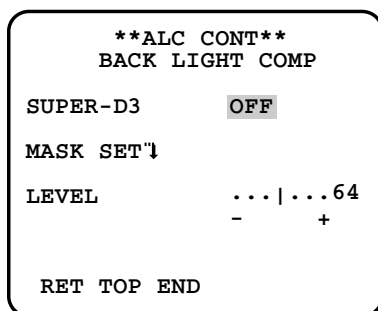 **ALC CONT**
BACK LIGHT COMP
SUPER-D3 OFF
MASK SET
LEVEL ...|...64
- +
RET TOP END